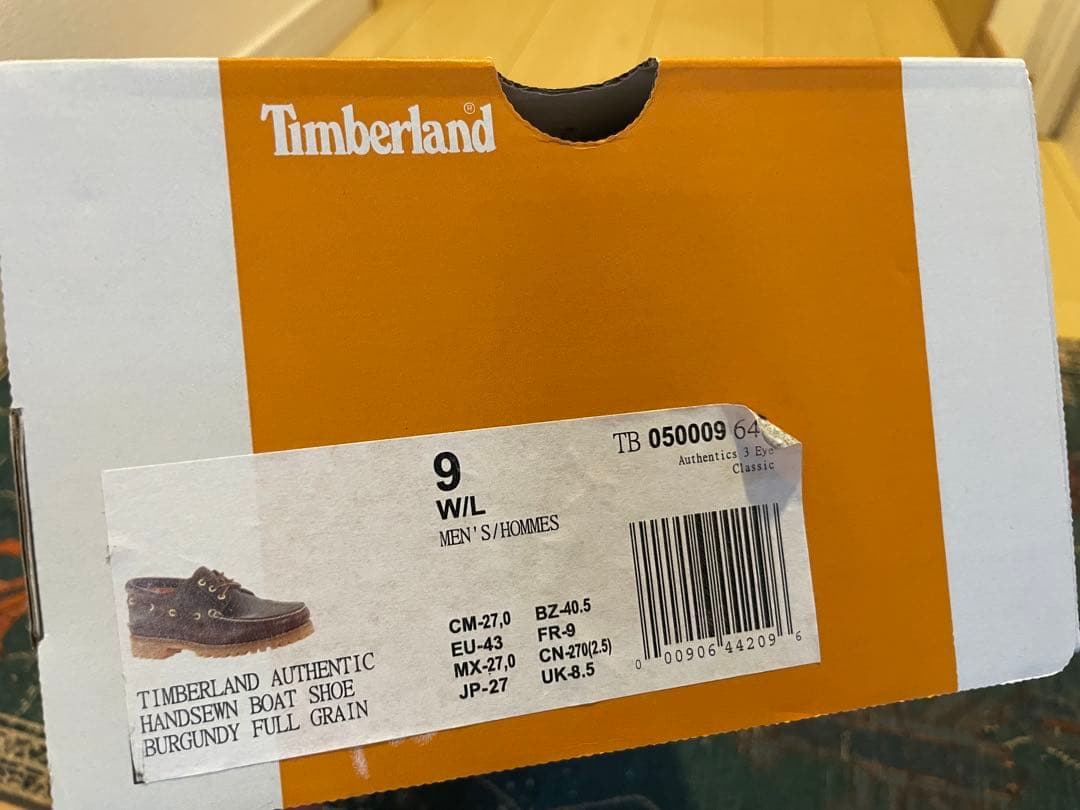 Timberland®
9
W/L
MEN'S/HOMMES
TB 050009 64
Authentics 3 Eye
Classic
CM-27,0 BZ-40.5
EU-43 FR-9
MX-27,0 CN-270(2.5)
JP-27 UK-8.5
0 00906 44209 6
TIMBERLAND AUTHENTIC
HANDSEWN BOAT SHOE
BURGUNDY FULL GRAIN